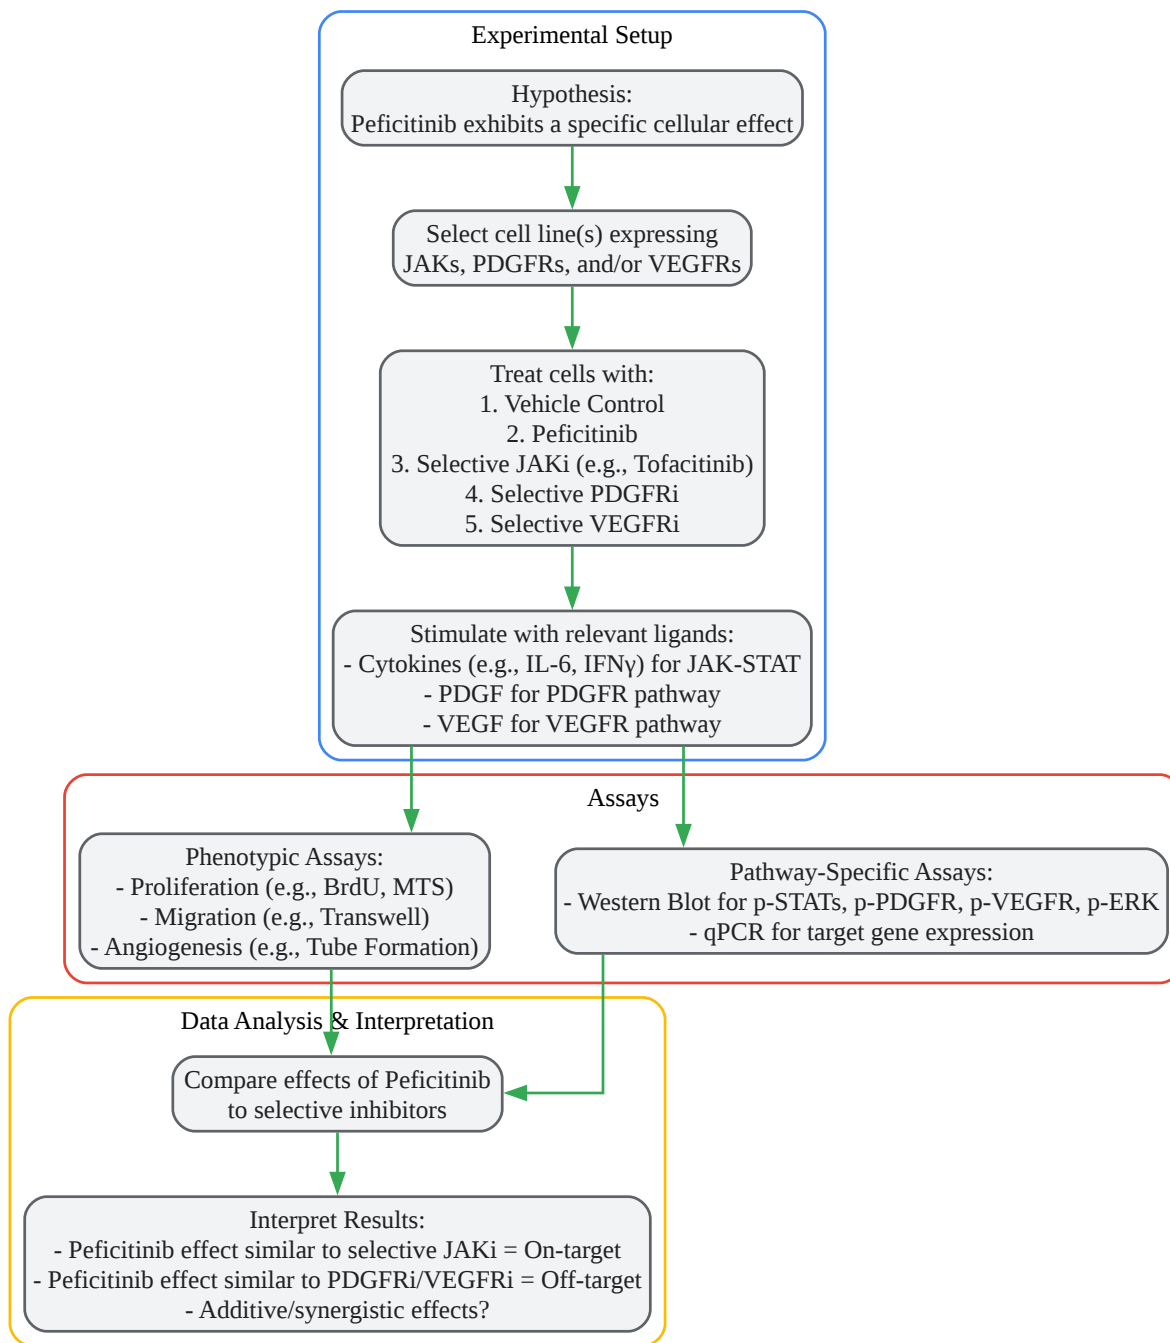 Experimental Setup
Hypothesis:
Peficitinib exhibits a specific cellular effect
Select cell line(s) expressing
JAKs, PDGFRs, and/or VEGFRs
Treat cells with:
1. Vehicle Control
2. Peficitinib
3. Selective JAKi (e.g., Tofacitinib)
4. Selective PDGFRi
5. Selective VEGFRi
Stimulate with relevant ligands:
- Cytokines (e.g., IL-6, IFNγ) for JAK-STAT
- PDGF for PDGFR pathway
- VEGF for VEGFR pathway
Assays
Phenotypic Assays:
- Proliferation (e.g., BrdU, MTS)
- Migration (e.g., Transwell)
- Angiogenesis (e.g., Tube Formation)
Pathway-Specific Assays:
- Western Blot for p-STATs, p-PDGFR, p-VEGFR, p-ERK
- qPCR for target gene expression
Data Analysis & Interpretation
Compare effects of Peficitinib
to selective inhibitors
Interpret Results:
- Peficitinib effect similar to selective JAKi = On-target
- Peficitinib effect similar to PDGFRi/VEGFRi = Off-target
- Additive/synergistic effects?